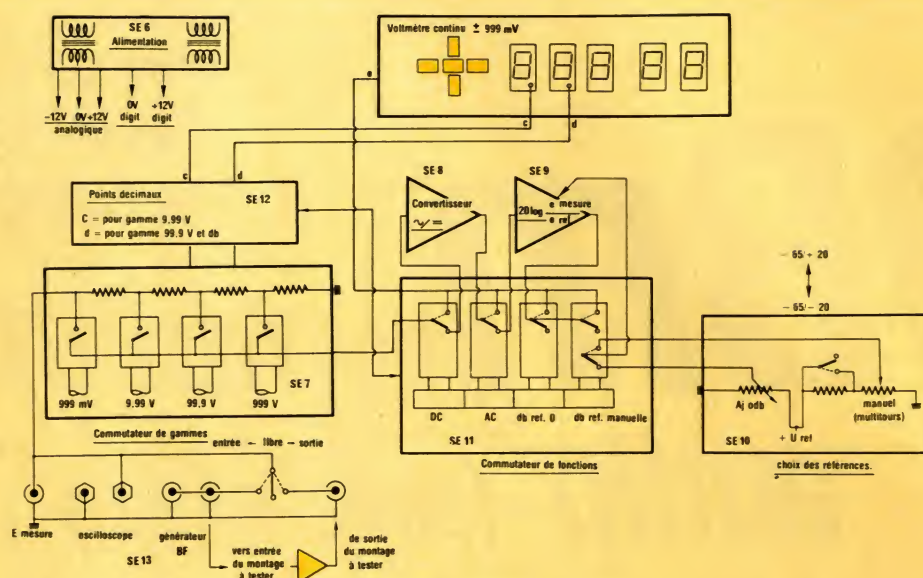 SE 6
Alimentation
-12V 0V +12V
analogique
0V
digit
+12V
digit
Voltmètre continu ± 999 mV
e
c
d
c
d
Points decimaux
SE 12
C = pour gamme 9,99 V
d = pour gamme 99,9 V et db
SE 8
Convertisseur
~/=
SE 9
20 log e mesure
e ref
999 mV
9,99 V
99,9 V
999 V
SE 7
Commutateur de gammes
entrée ← libre – sortie
DC
AC
db ref. 0
db ref. manuelle
SE 11
Commutateur de fonctions
– 65/+ 20
– 65/– 20
Aj odb
manuel
(multitours)
+ U ref
SE 10
choix des références.
E mesure
oscilloscope
générateur
BF
SE 13
vers entrée
du montage
à tester
de sortie
du montage
à tester